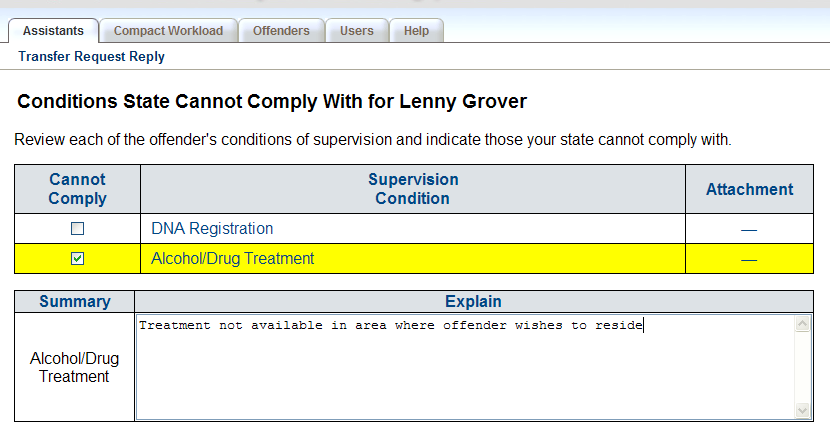 Assistants Compact Workload Offenders Users Help
Transfer Request Reply
Conditions State Cannot Comply With for Lenny Grover
Review each of the offender's conditions of supervision and indicate those your state cannot comply with.
Cannot
Comply
Supervision
Condition
Attachment
DNA Registration —
Alcohol/Drug Treatment —
Summary Explain
Alcohol/Drug
Treatment
Treatment not available in area where offender wishes to reside